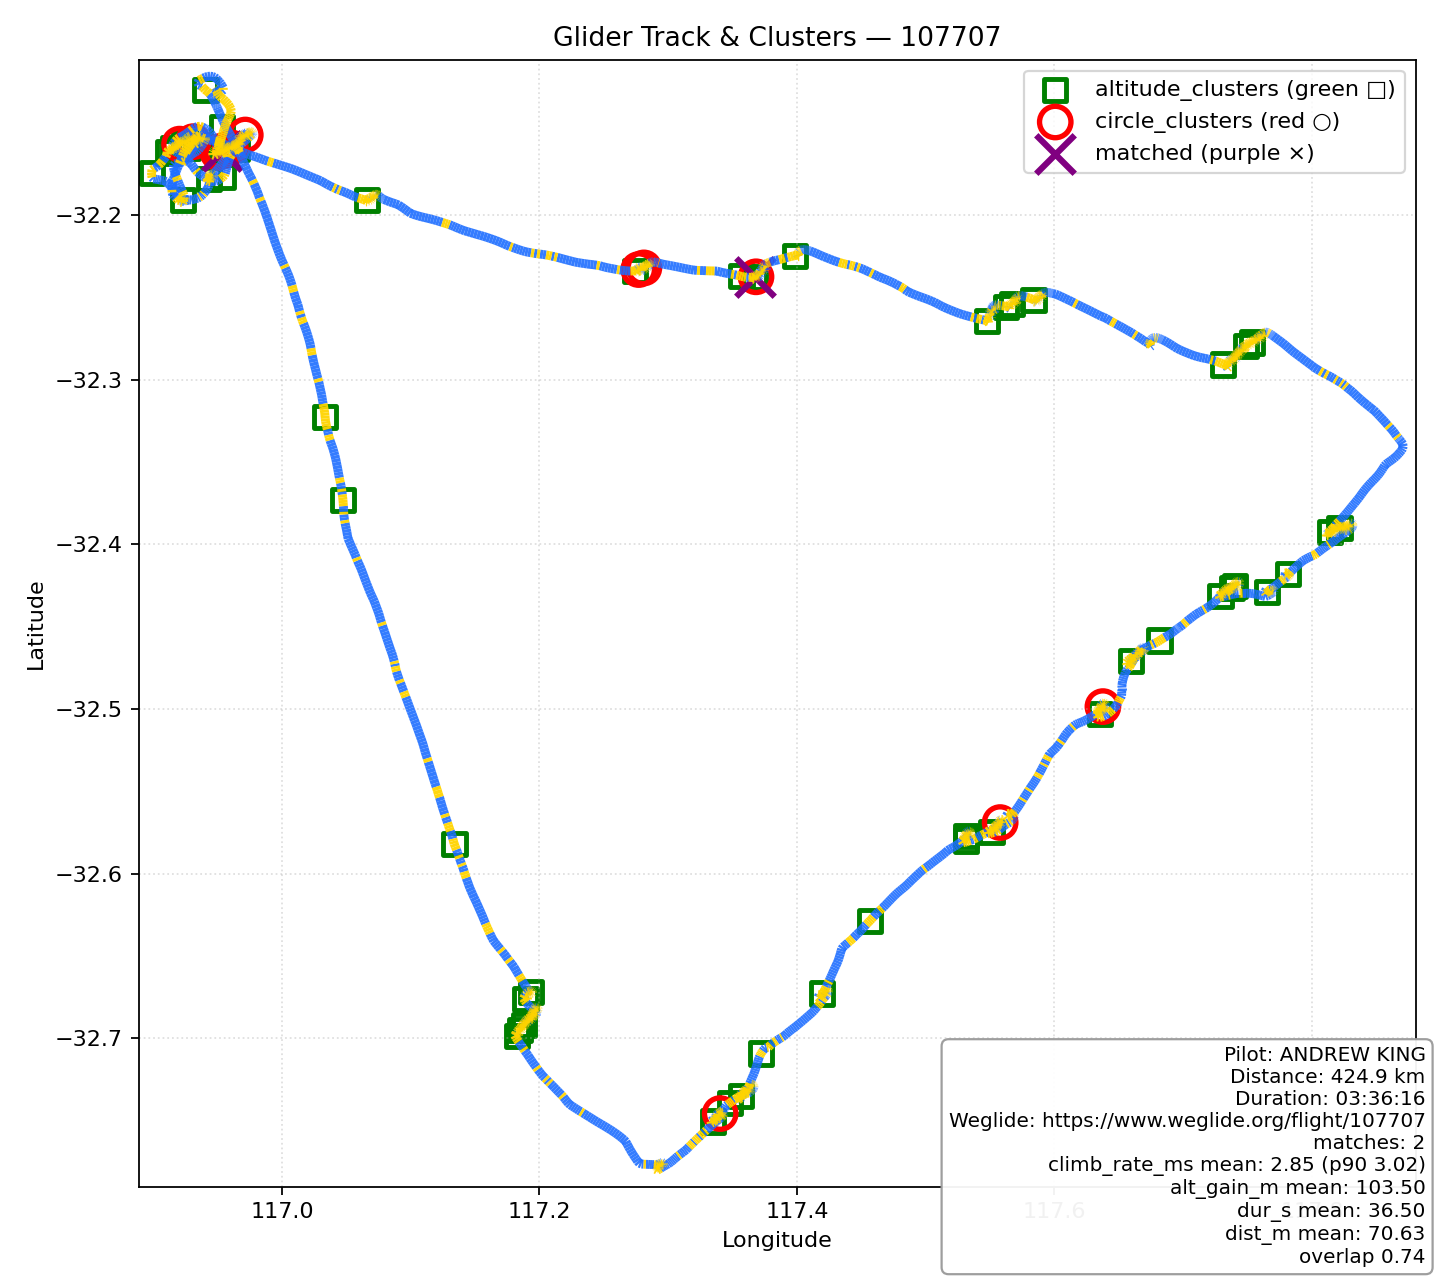 Glider Track & Clusters — 107707
altitude_clusters (green □)
circle_clusters (red ○)
matched (purple ×)
Latitude
−32.2
−32.3
−32.4
−32.5
−32.6
−32.7
117.0
117.2
117.4
117.6
Longitude
Pilot: ANDREW KING
Distance: 424.9 km
Duration: 03:36:16
Weglide: https://www.weglide.org/flight/107707
matches: 2
climb_rate_ms mean: 2.85 (p90 3.02)
alt_gain_m mean: 103.50
dur_s mean: 36.50
dist_m mean: 70.63
overlap 0.74